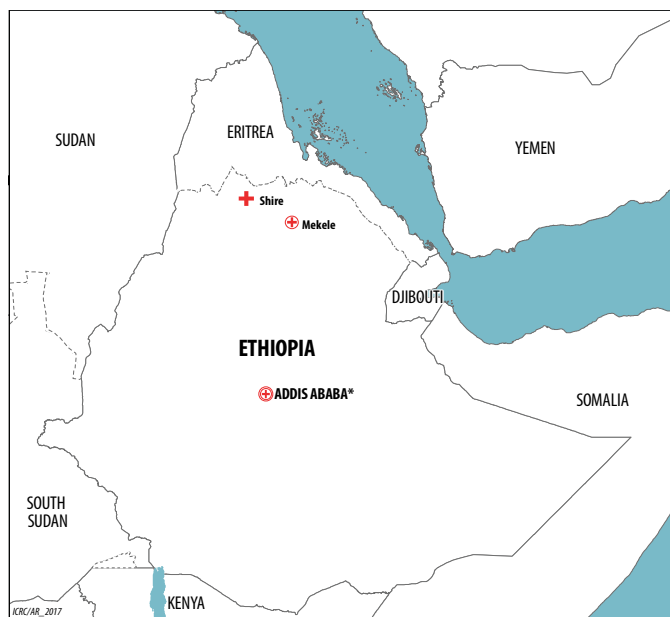 SUDAN
ERITREA
YEMEN
Shire
Mekele
DJIBOUTI
ETHIOPIA
ADDIS ABABA*
SOMALIA
SOUTH
SUDAN
KENYA
ICRC/AR_2017